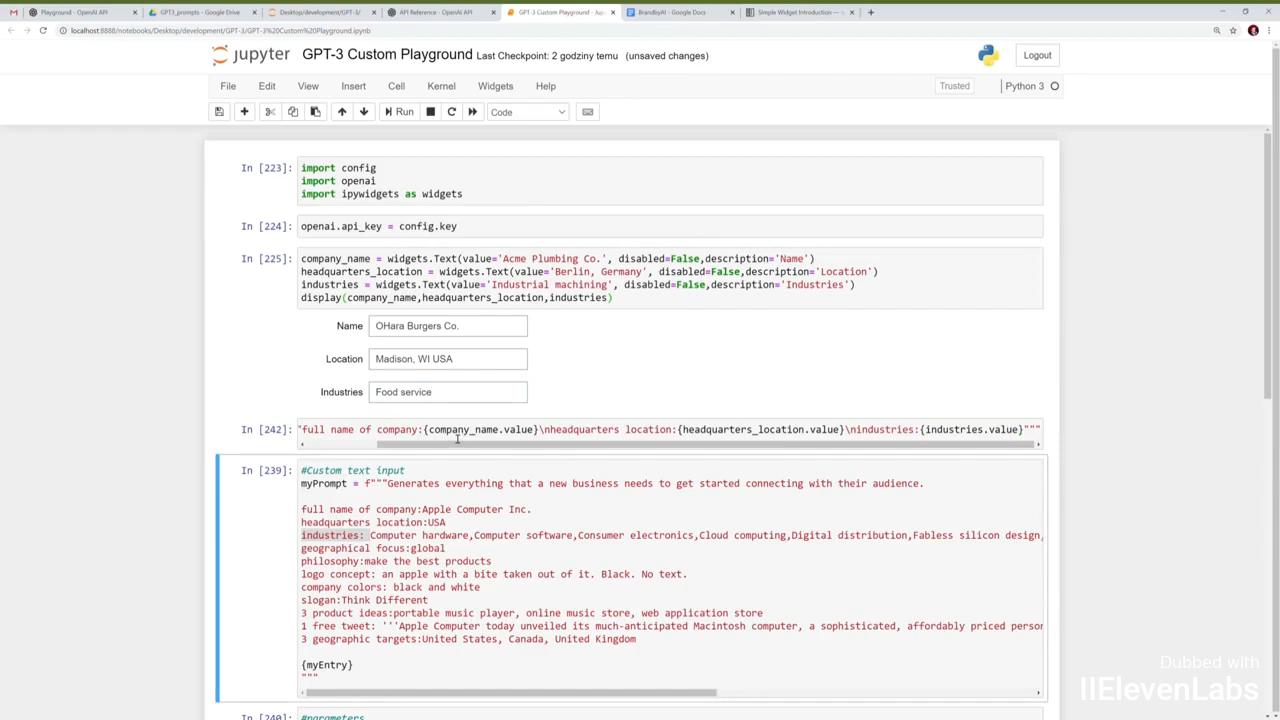 Playground - OpenAI API
GPT3_prompts - Google Drive
Desktop/development/GPT-3/
API Reference - OpenAI API
GPT-3 Custom Playground - Ju
BrandbyAI - Google Docs
Simple Widget Introduction —
localhost:8888/notebooks/Desktop/development/GPT-3/GPT-3%20Custom%20Playground.ipynb
jupyter GPT-3 Custom Playground Last Checkpoint: 2 godziny temu (unsaved changes)
Logout
File Edit View Insert Cell Kernel Widgets Help
Trusted
Python 3
Run
Code
In [223]: import config
import openai
import ipywidgets as widgets
In [224]: openai.api_key = config.key
In [225]: company_name = widgets.Text(value='Acme Plumbing Co.', disabled=False,description='Name')
headquarters_location = widgets.Text(value='Berlin, Germany', disabled=False,description='Location')
industries = widgets.Text(value='Industrial machining', disabled=False,description='Industries')
display(company_name,headquarters_location,industries)
Name OHara Burgers Co.
Location Madison, WI USA
Industries Food service
In [242]: "full name of company:{company_name.value}\nheadquarters location:{headquarters_location.value}\nindustries:{industries.value}"""
In [239]: #Custom text input
myPrompt = f"""Generates everything that a new business needs to get started connecting with their audience.
full name of company:Apple Computer Inc.
headquarters location:USA
industries: Computer hardware,Computer software,Consumer electronics,Cloud computing,Digital distribution,Fabless silicon design,
geographical focus:global
philosophy:make the best products
logo concept: an apple with a bite taken out of it. Black. No text.
company colors: black and white
slogan:Think Different
3 product ideas:portable music player, online music store, web application store
1 free tweet: '''Apple Computer today unveiled its much-anticipated Macintosh computer, a sophisticated, affordably priced person
3 geographic targets:United States, Canada, United Kingdom
{myEntry}
"""
In [240]: #parameters
Dubbed with
IIElevenLabs